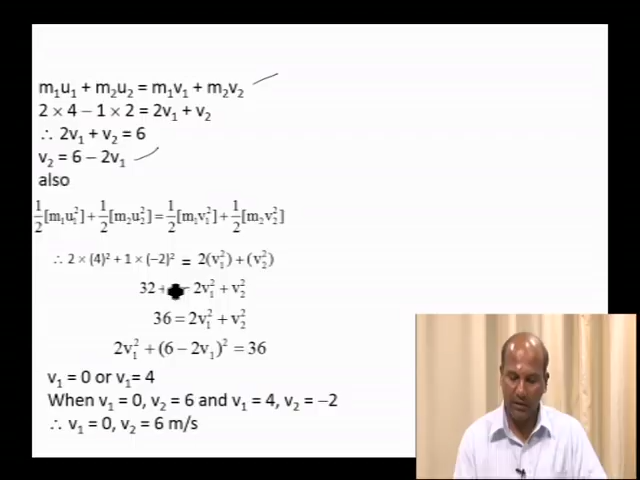 m₁u₁ + m₂u₂ = m₁v₁ + m₂v₂
2 × 4 − 1 × 2 = 2v₁ + v₂
∴ 2v₁ + v₂ = 6
v₂ = 6 − 2v₁
also
½[m₁u₁²] + ½[m₂u₂²] = ½[m₁v₁²] + ½[m₂v₂²]
∴ 2 × (4)² + 1 × (−2)² = 2(v₁²) + (v₂²)
32 + = 2v₁² + v₂²
36 = 2v₁² + v₂²
2v₁² + (6 − 2v₁)² = 36
v₁ = 0 or v₁ = 4
When v₁ = 0, v₂ = 6 and v₁ = 4, v₂ = −2
∴ v₁ = 0, v₂ = 6 m/s